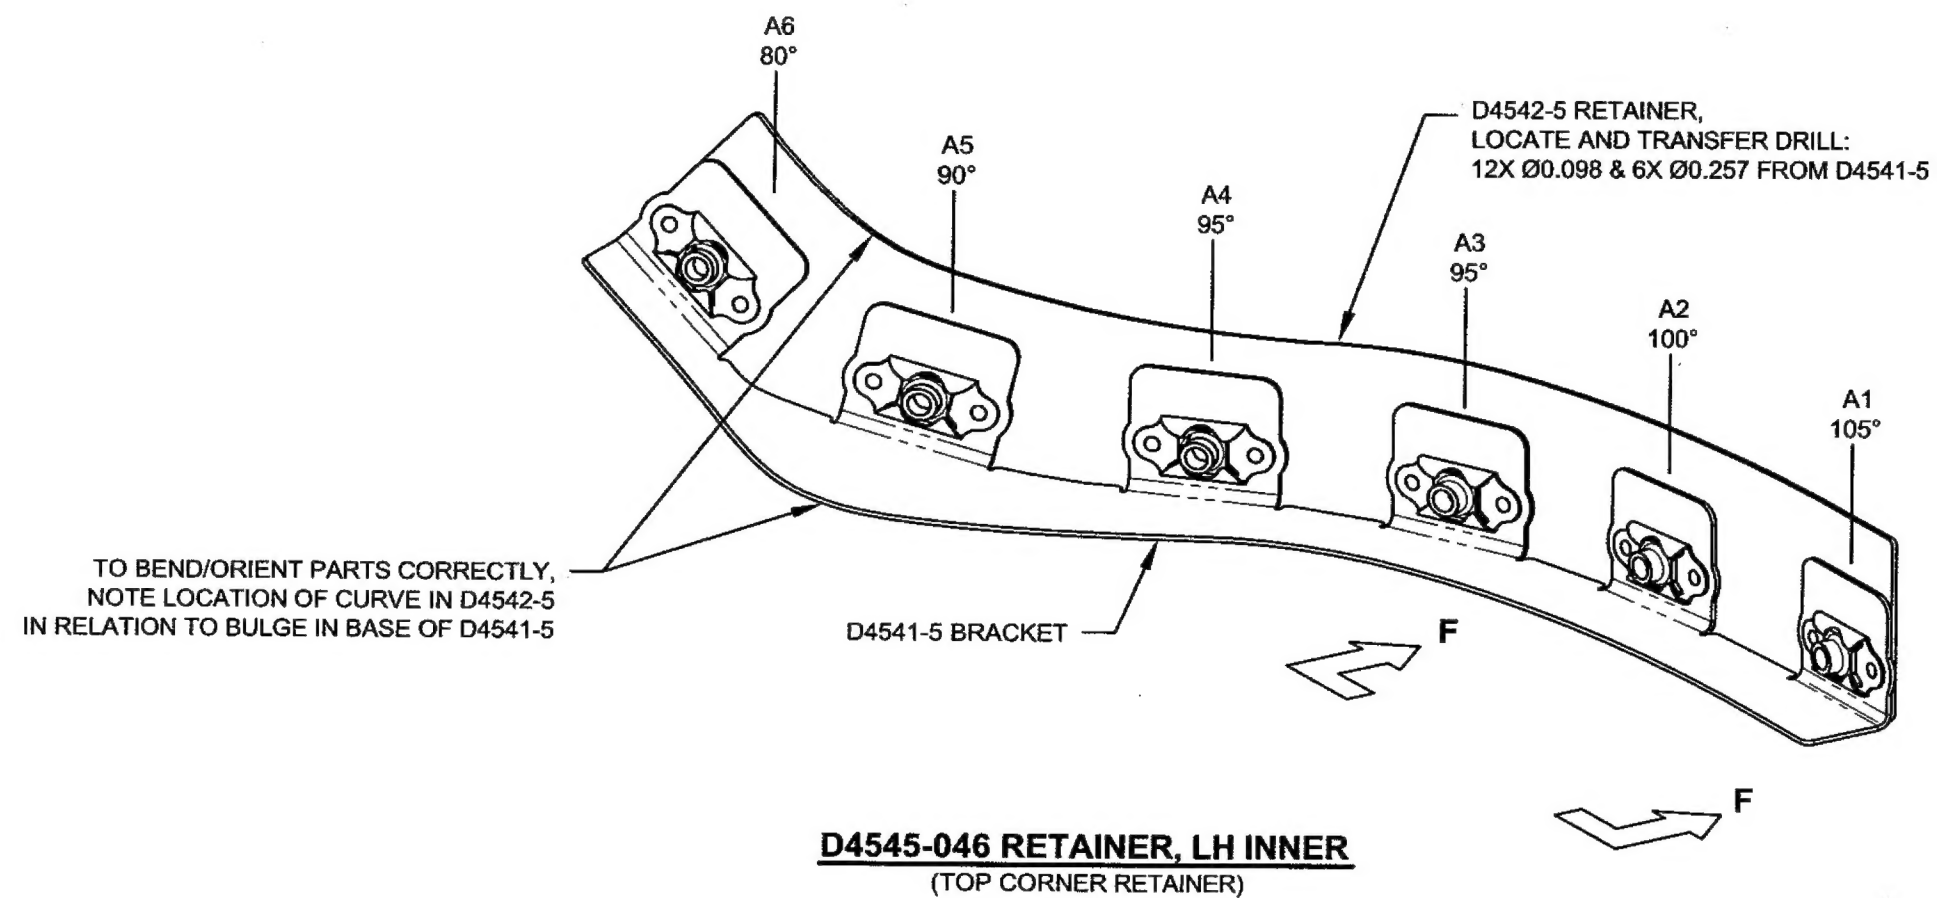 A6
80°
A5
90°
A4
95°
A3
95°
A2
100°
A1
105°
D4542-5 RETAINER,
LOCATE AND TRANSFER DRILL:
12X Ø0.098 & 6X Ø0.257 FROM D4541-5
TO BEND/ORIENT PARTS CORRECTLY,
NOTE LOCATION OF CURVE IN D4542-5
IN RELATION TO BULGE IN BASE OF D4541-5
D4541-5 BRACKET
F
F
D4545-046 RETAINER, LH INNER
(TOP CORNER RETAINER)